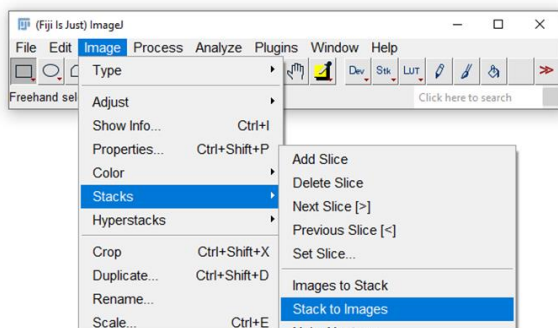 (Fiji Is Just) ImageJ
File Edit Image Process Analyze Plugins Window Help
Dev Stk LUT
Freehand sel
Click here to search
Type
Adjust
Show Info... Ctrl+I
Properties... Ctrl+Shift+P
Color
Stacks
Hyperstacks
Crop Ctrl+Shift+X
Duplicate... Ctrl+Shift+D
Rename...
Scale... Ctrl+E
Add Slice
Delete Slice
Next Slice [>]
Previous Slice [<]
Set Slice...
Images to Stack
Stack to Images